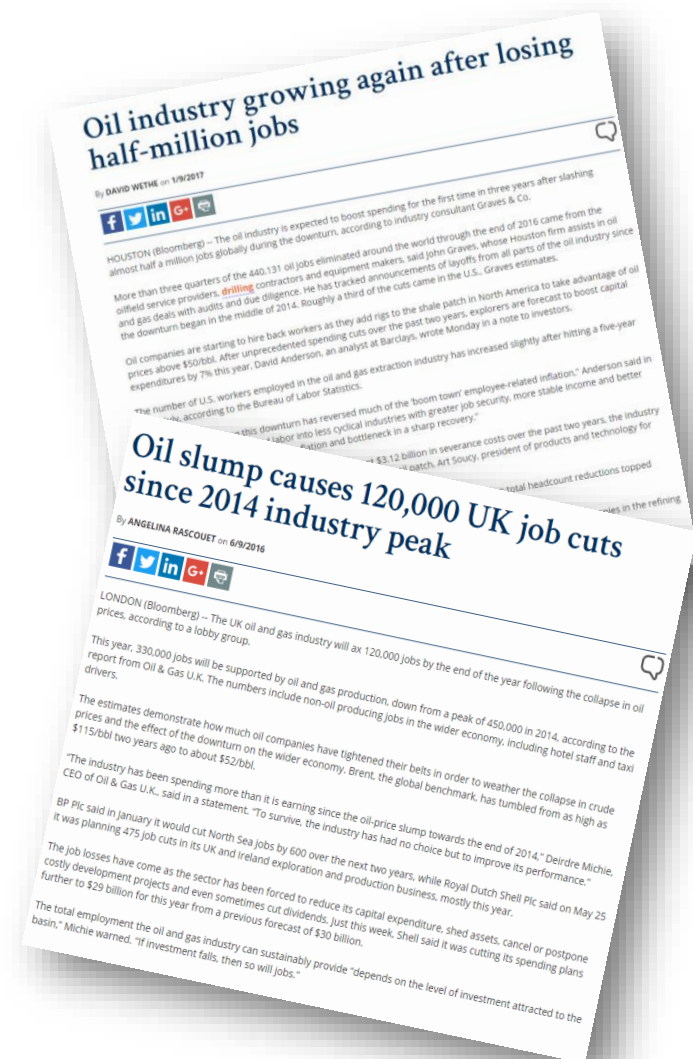 Oil industry growing again after losing
half-million jobs
By DAVID WETHE on 1/9/2017
f in G+
HOUSTON (Bloomberg) -- The oil industry is expected to boost spending for the first time in three years after slashing
almost half a million jobs globally during the downturn, according to industry consultant Graves & Co.
More than three quarters of the 440,131 oil jobs eliminated around the world through the end of 2016 came from the
oilfield service providers, drilling contractors and equipment makers, said John Graves, whose Houston firm assists in oil
and gas deals with audits and due diligence. He has tracked announcements of layoffs from all parts of the oil industry since
the downturn began in the middle of 2014. Roughly a third of the cuts came in the U.S., Graves estimates.
Oil companies are starting to hire back workers as they add rigs to the shale patch in North America to take advantage of oil
prices above $50/bbl. After unprecedented spending cuts over the past two years, explorers are forecast to boost capital
expenditures by 7% this year, David Anderson, an analyst at Barclays, wrote Monday in a note to investors.
The number of U.S. workers employed in the oil and gas extraction industry has increased slightly after hitting a five-year
according to the Bureau of Labor Statistics.
this downturn has reversed much of the 'boom town' employee-related inflation," Anderson said in
labor into less cyclical industries with greater job security, more stable income and better
and bottleneck in a sharp recovery."
$3.12 billion in severance costs over the past two years, the industry
patch, Art Soucy, president of products and technology for
total headcount reductions topped
in the refining
Oil slump causes 120,000 UK job cuts
since 2014 industry peak
By ANGELINA RASCOUET on 6/9/2016
f in G+
LONDON (Bloomberg) -- The UK oil and gas industry will ax 120,000 jobs by the end of the year following the collapse in oil
prices, according to a lobby group.
This year, 330,000 jobs will be supported by oil and gas production, down from a peak of 450,000 in 2014, according to the
report from Oil & Gas U.K. The numbers include non-oil producing jobs in the wider economy, including hotel staff and taxi
drivers.
The estimates demonstrate how much oil companies have tightened their belts in order to weather the collapse in crude
prices and the effect of the downturn on the wider economy. Brent, the global benchmark, has tumbled from as high as
$115/bbl two years ago to about $52/bbl.
"The industry has been spending more than it is earning since the oil-price slump towards the end of 2014," Deirdre Michie,
CEO of Oil & Gas U.K., said in a statement. "To survive, the industry has had no choice but to improve its performance."
BP Plc said in January it would cut North Sea jobs by 600 over the next two years, while Royal Dutch Shell Plc said on May 25
it was planning 475 job cuts in its UK and Ireland exploration and production business, mostly this year.
The job losses have come as the sector has been forced to reduce its capital expenditure, shed assets, cancel or postpone
costly development projects and even sometimes cut dividends. Just this week, Shell said it was cutting its spending plans
further to $29 billion for this year from a previous forecast of $30 billion.
The total employment the oil and gas industry can sustainably provide "depends on the level of investment attracted to the
basin," Michie warned. "If investment falls, then so will jobs."